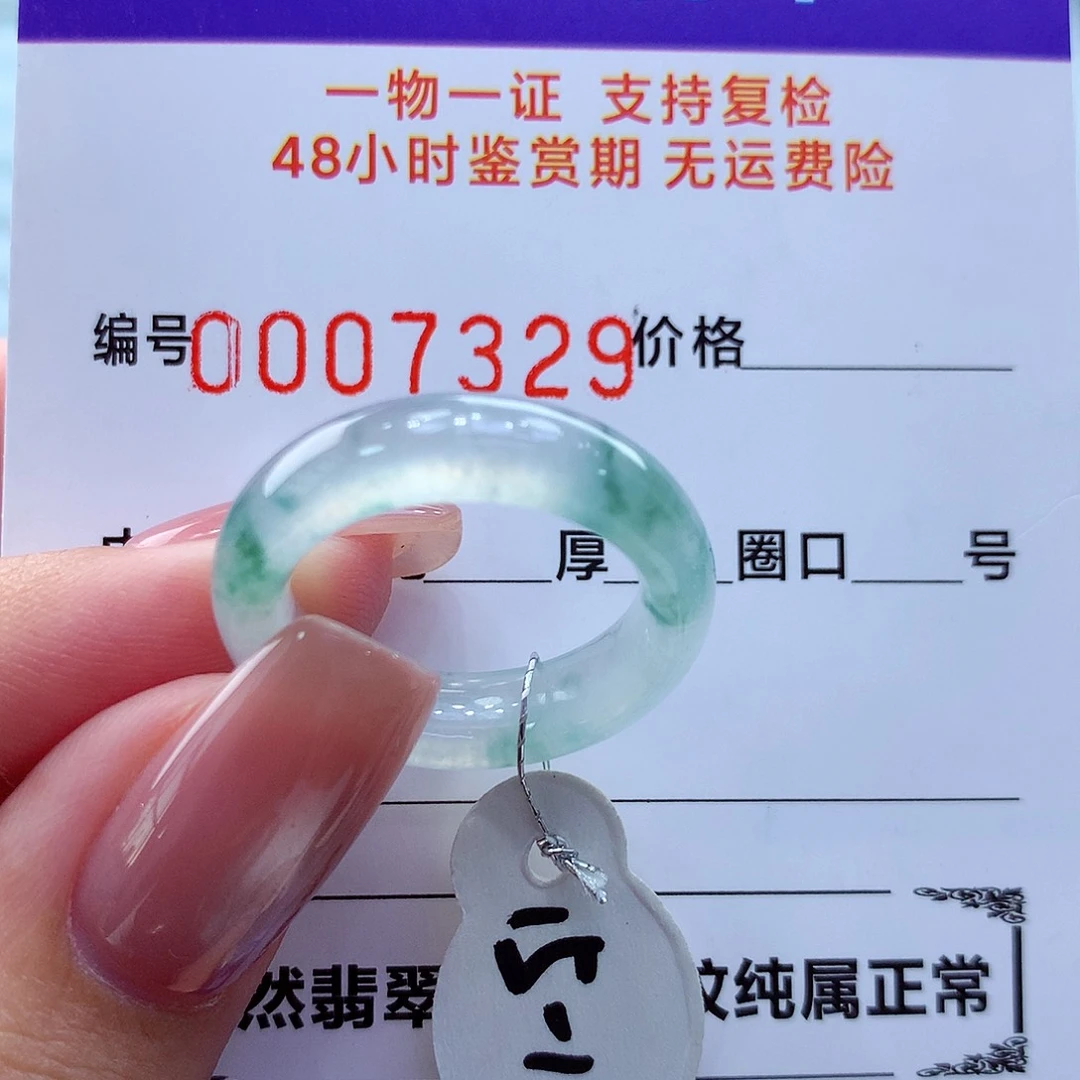 一物一证 支持复检
48小时鉴赏期 无运费险
编号0007329价格
厚 圈口 号
然翡翠 纹纯属正常